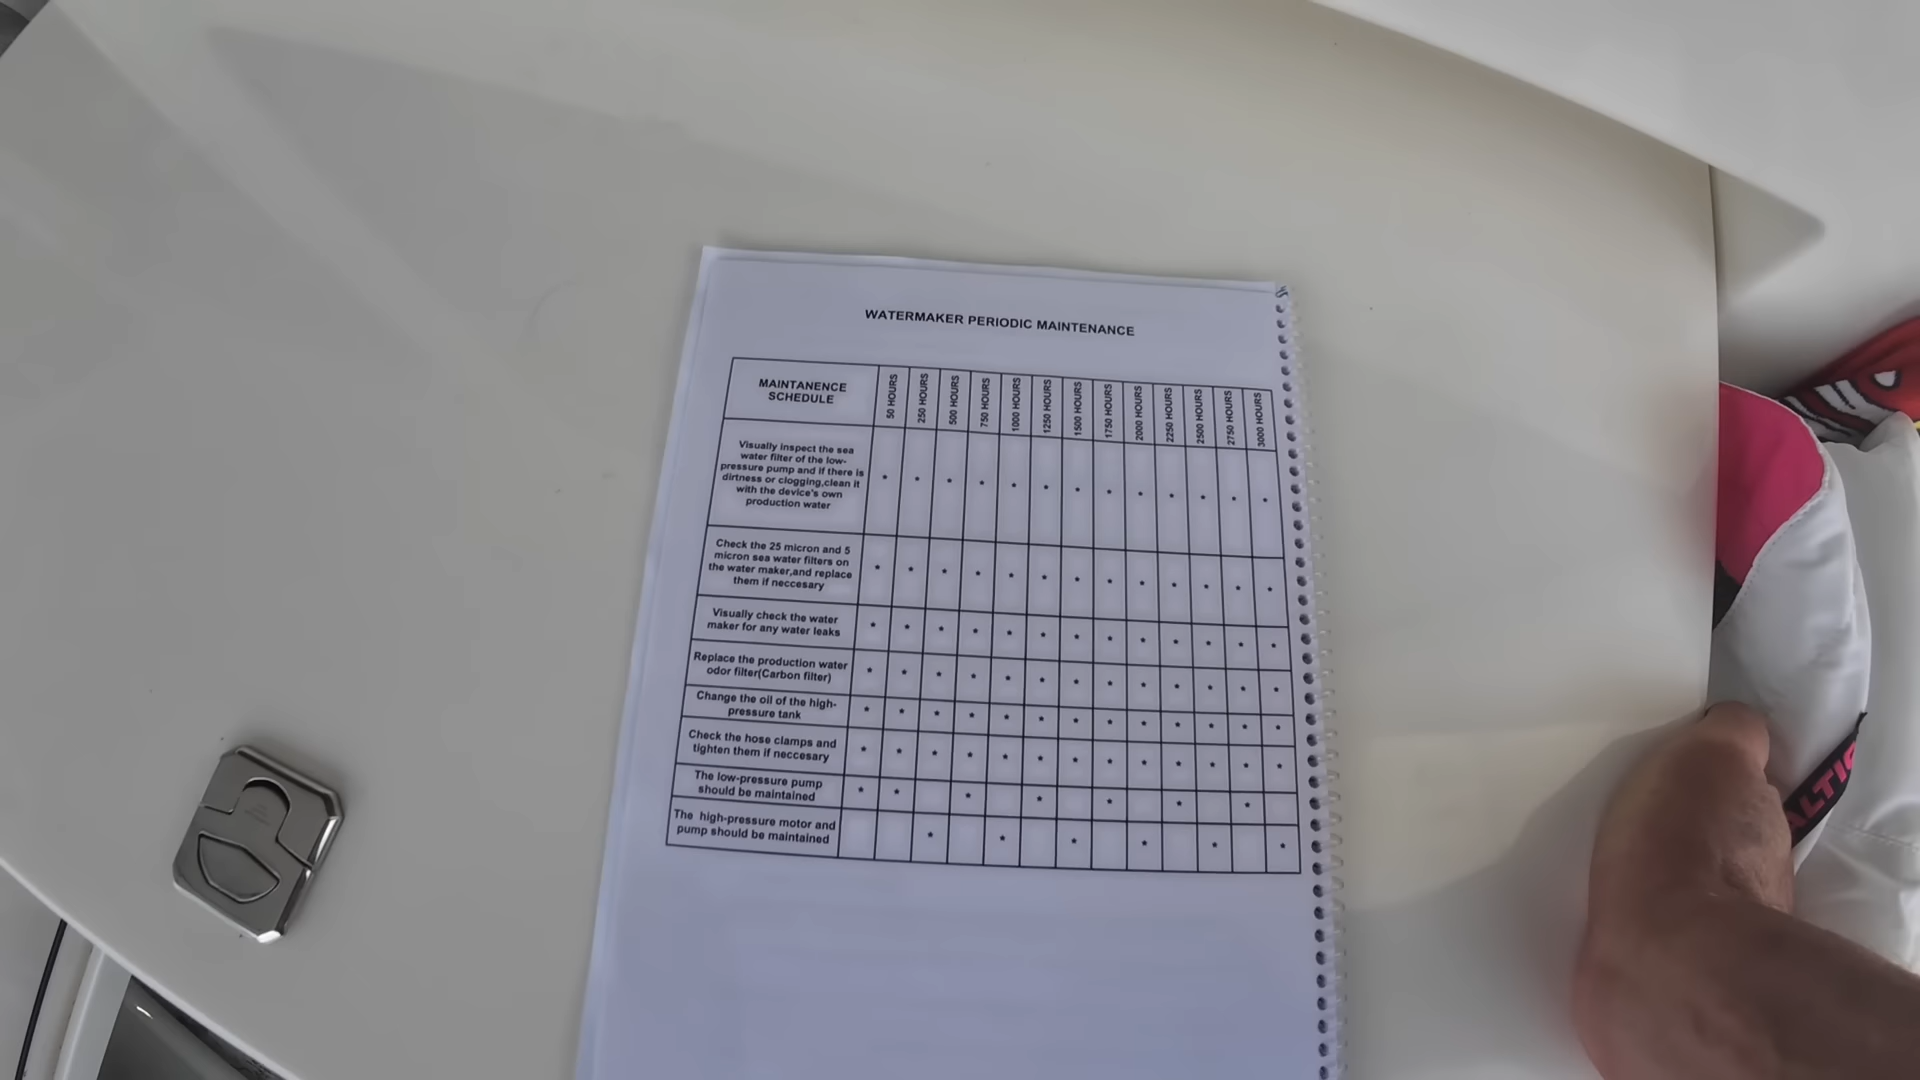 WATERMAKER PERIODIC MAINTENANCE
MAINTANENCE
SCHEDULE
50 HOURS
250 HOURS
500 HOURS
750 HOURS
1000 HOURS
1250 HOURS
1500 HOURS
1750 HOURS
2000 HOURS
2250 HOURS
2500 HOURS
2750 HOURS
3000 HOURS
Visually inspect the sea
water filter of the low-
pressure pump and if there is
dirtness or clogging,clean it
with the device's own
production water
* * * * * * * * * * * * *
Check the 25 micron and 5
micron sea water filters on
the water maker,and replace
them if neccesary
* * * * * * * * * * * * *
Visually check the water
maker for any water leaks
* * * * * * * * * * * * *
Replace the production water
odor filter(Carbon filter)
* * * * * * * * * * * * *
Change the oil of the high-
pressure tank
* * * * * * * * * * * * *
Check the hose clamps and
tighten them if neccesary
* * * * * * * * * * * * *
The low-pressure pump
should be maintained
* * * * * * *
The high-pressure motor and
pump should be maintained
* * * * * *
ALTIC